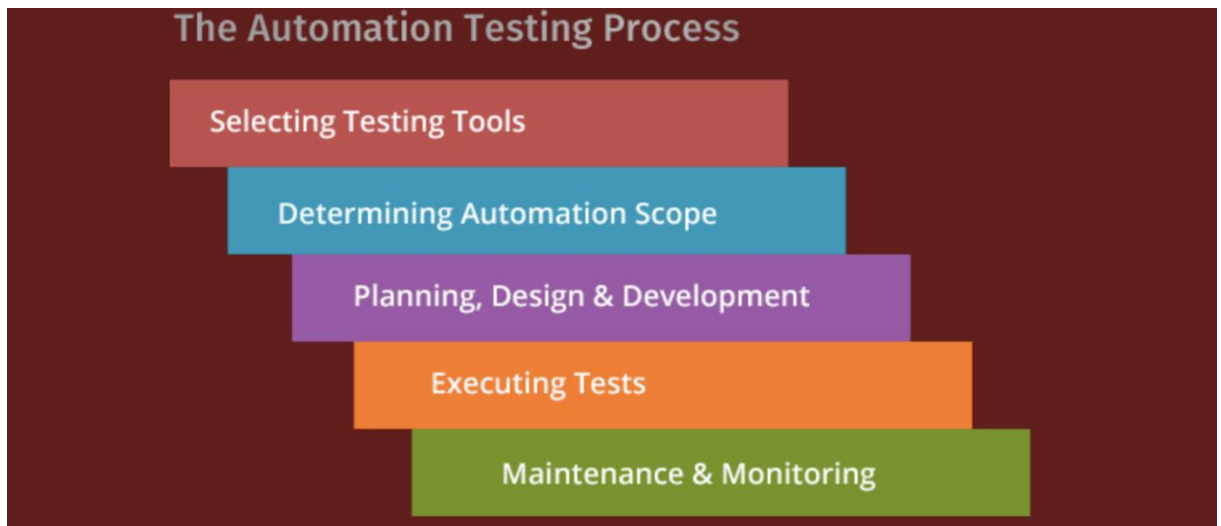 The Automation Testing Process
Selecting Testing Tools
Determining Automation Scope
Planning, Design & Development
Executing Tests
Maintenance & Monitoring